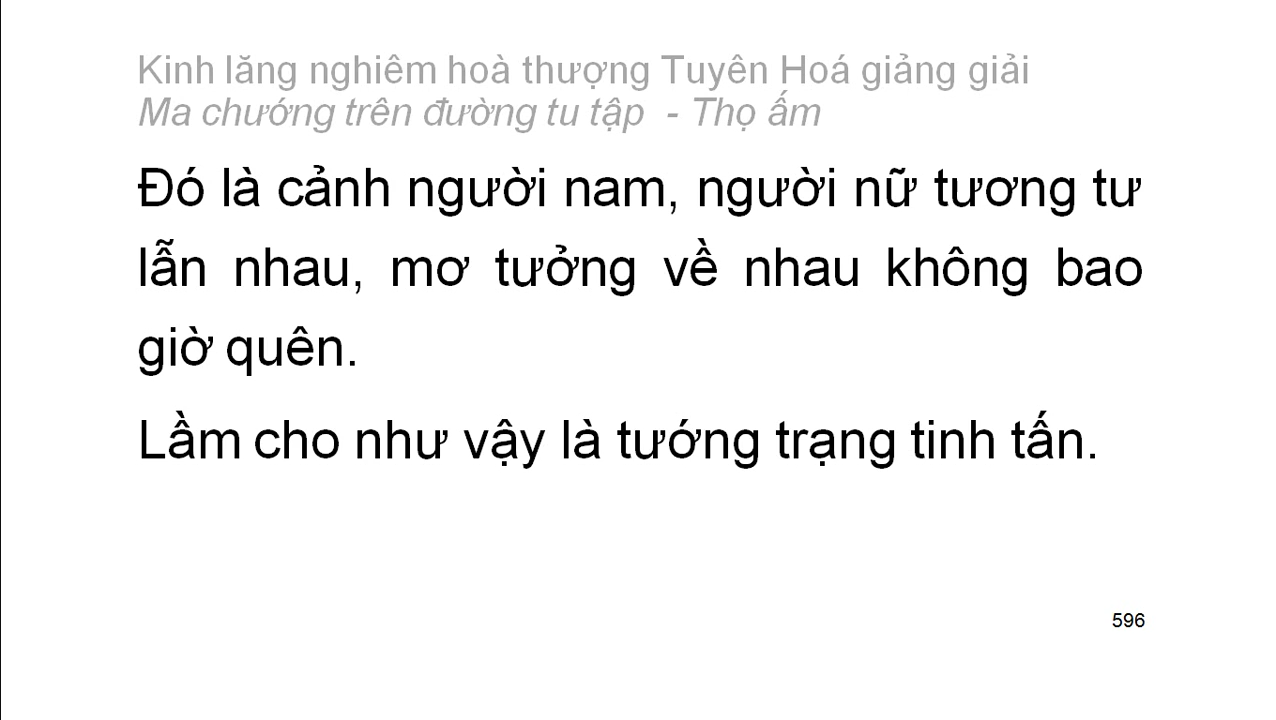 Kinh lăng nghiêm hoà thượng Tuyên Hoá giảng giải
Ma chướng trên đường tu tập - Thọ ấm
Đó là cảnh người nam, người nữ tương tư
lẫn nhau, mơ tưởng về nhau không bao
giờ quên.
Lầm cho như vậy là tướng trạng tinh tấn.
596